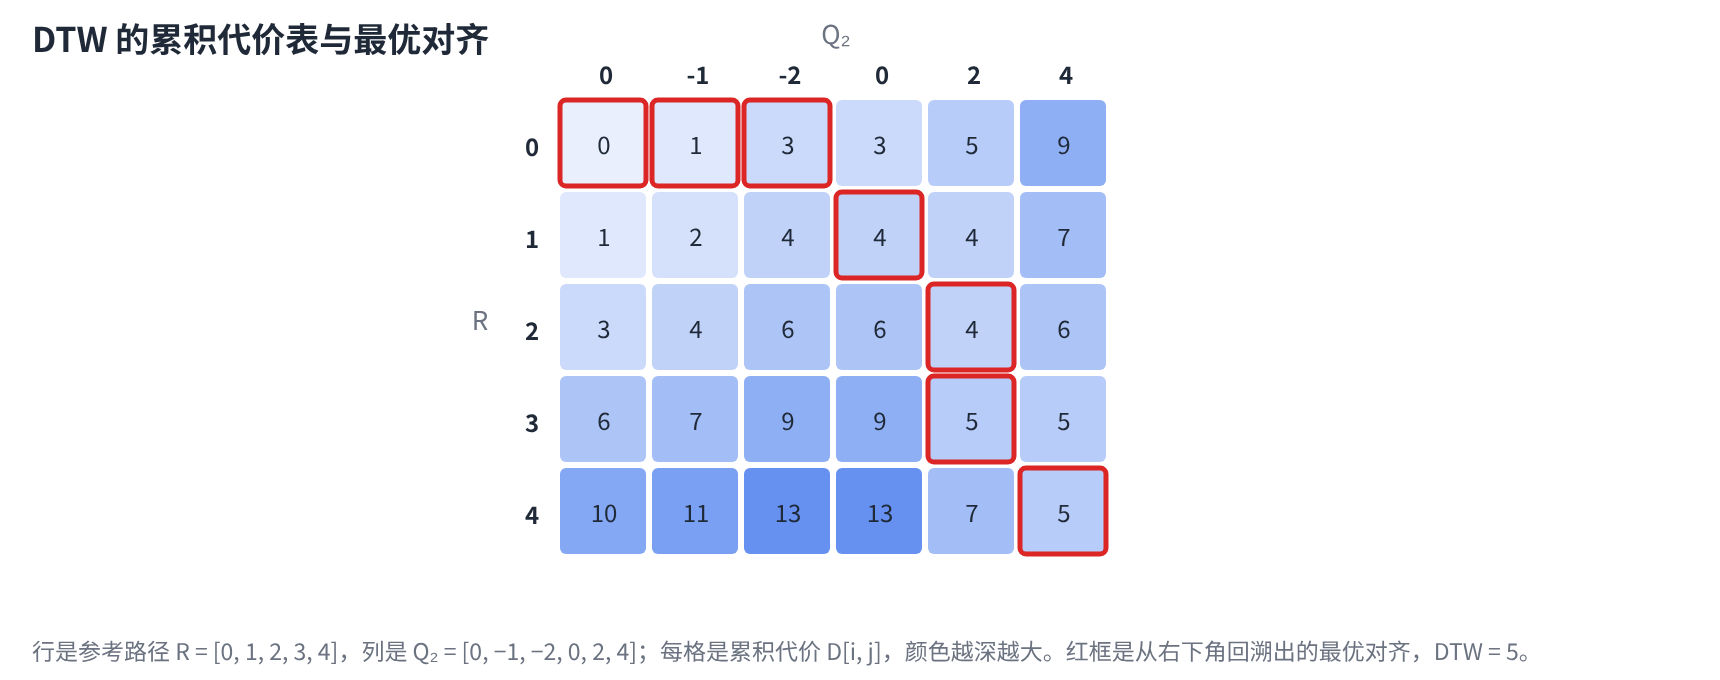 DTW 的累积代价表与最优对齐
Q₂
0 -1 -2 0 2 4
0 0 1 3 3 5 9
1 1 2 4 4 4 7
R
2 3 4 6 6 4 6
3 6 7 9 9 5 5
4 10 11 13 13 7 5
行是参考路径 R = [0, 1, 2, 3, 4]，列是 Q₂ = [0, −1, −2, 0, 2, 4]；每格是累积代价 D[i, j]，颜色越深越大。红框是从右下角回溯出的最优对齐，DTW = 5。